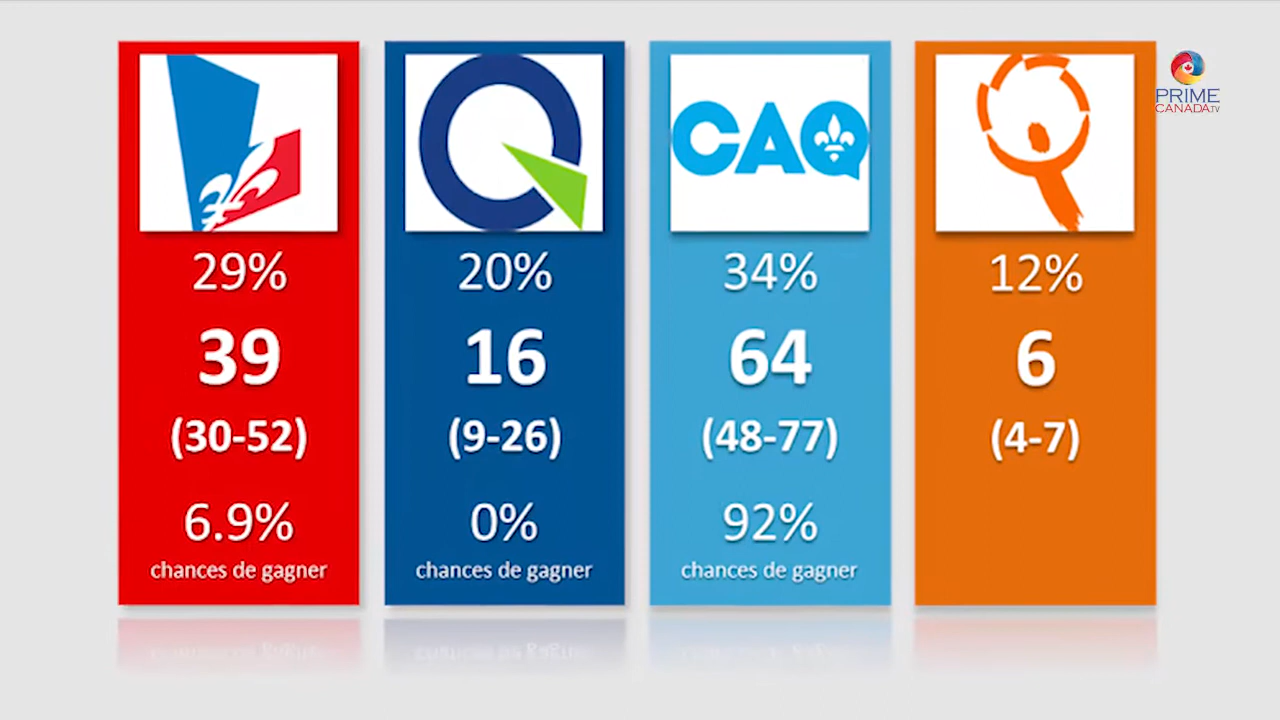 PRIME
CANADA.TV
CAQ
29%
39
(30-52)
6.9%
chances de gagner
20%
16
(9-26)
0%
chances de gagner
34%
64
(48-77)
92%
chances de gagner
12%
6
(4-7)